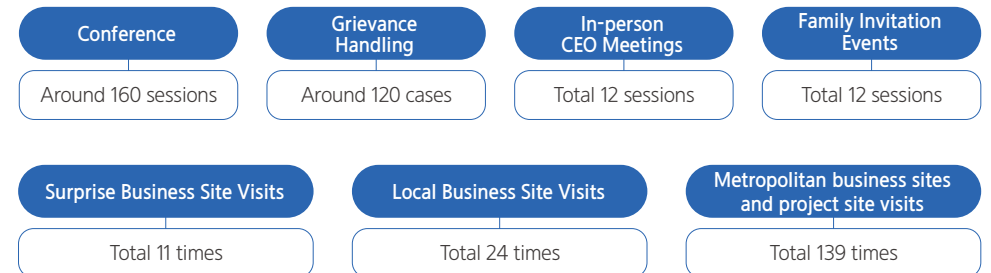 Conference
Grievance
Handling
In-person
CEO Meetings
Family Invitation
Events
Around 160 sessions
Around 120 cases
Total 12 sessions
Total 12 sessions
Surprise Business Site Visits
Local Business Site Visits
Metropolitan business sites
and project site visits
Total 11 times
Total 24 times
Total 139 times